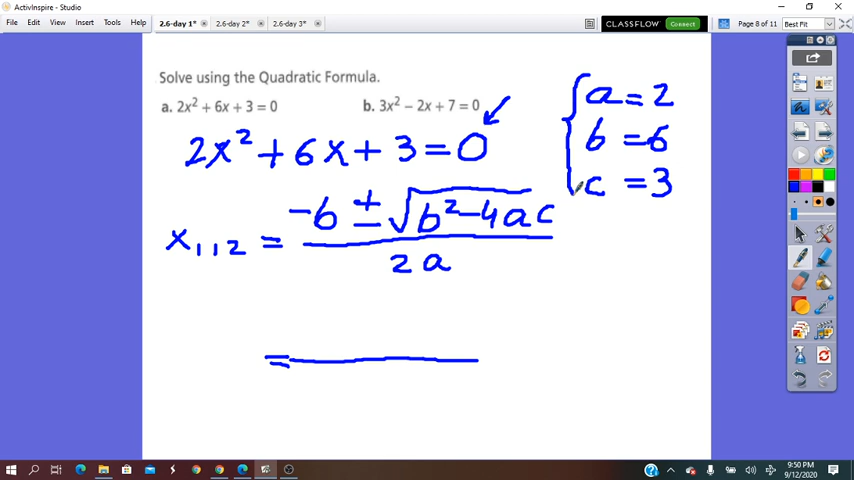 ActivInspire - Studio
File Edit View Insert Tools Help 2.6-day 1* 2.6-day 2* 2.6-day 3* CLASSFLOW Connect Page 8 of 11 Best Fit
Solve using the Quadratic Formula.
a. 2x² + 6x + 3 = 0 b. 3x² − 2x + 7 = 0
2x² + 6x + 3 = 0
a = 2
b = 6
c = 3
x₁,₂ = (−b ± √(b² − 4ac)) / 2a
=
9:50 PM
9/12/2020